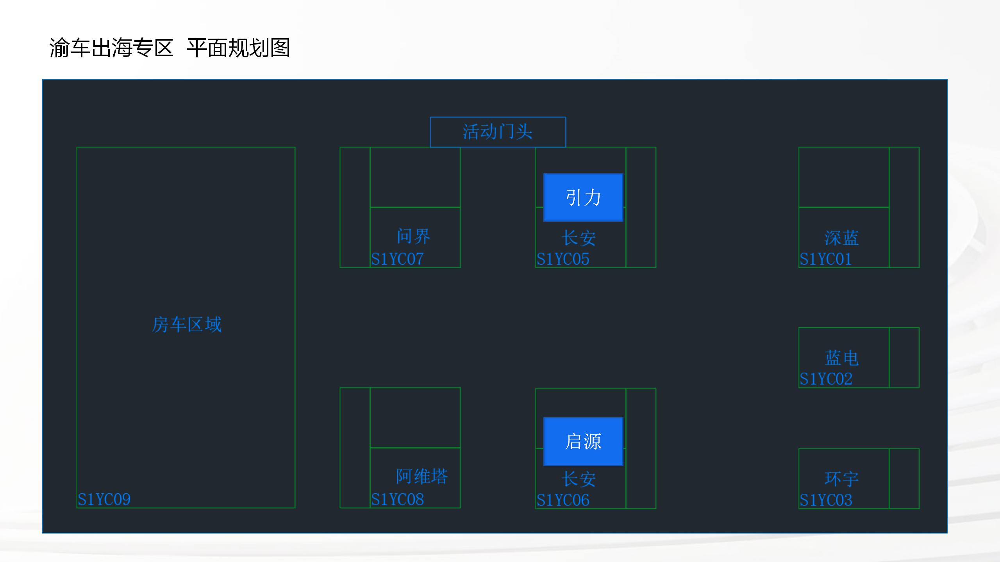 渝车出海专区 平面规划图
活动门头
引力
问界
长安
深蓝
S1YC07
S1YC05
S1YC01
房车区域
蓝电
S1YC02
启源
阿维塔
长安
环宇
S1YC09
S1YC08
S1YC06
S1YC03